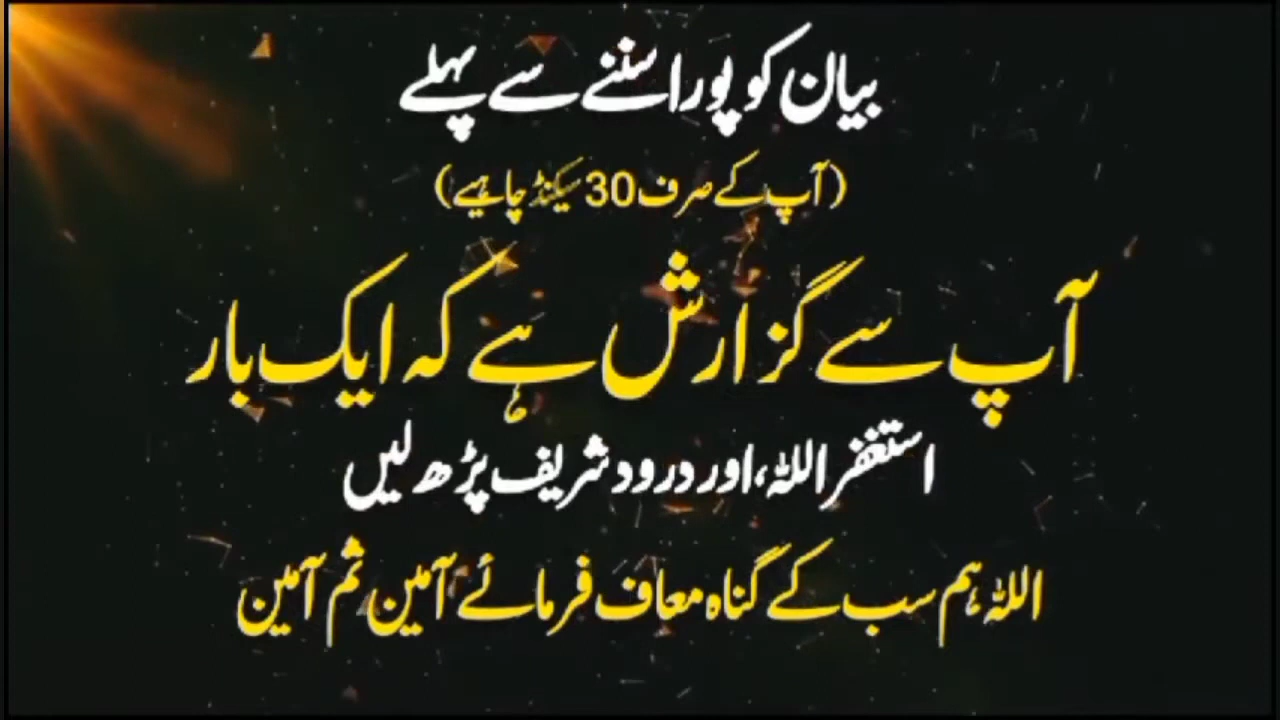 بیان کو پورا سننے سے پہلے
(آپ کے صرف 30 سیکنڈ چاہیے)
آپ سے گزارش ہے کہ ایک بار
استغفر اللہ، اور درود شریف پڑھ لیں
اللہ ہم سب کے گناہ معاف فرمائے آمین ثم آمین